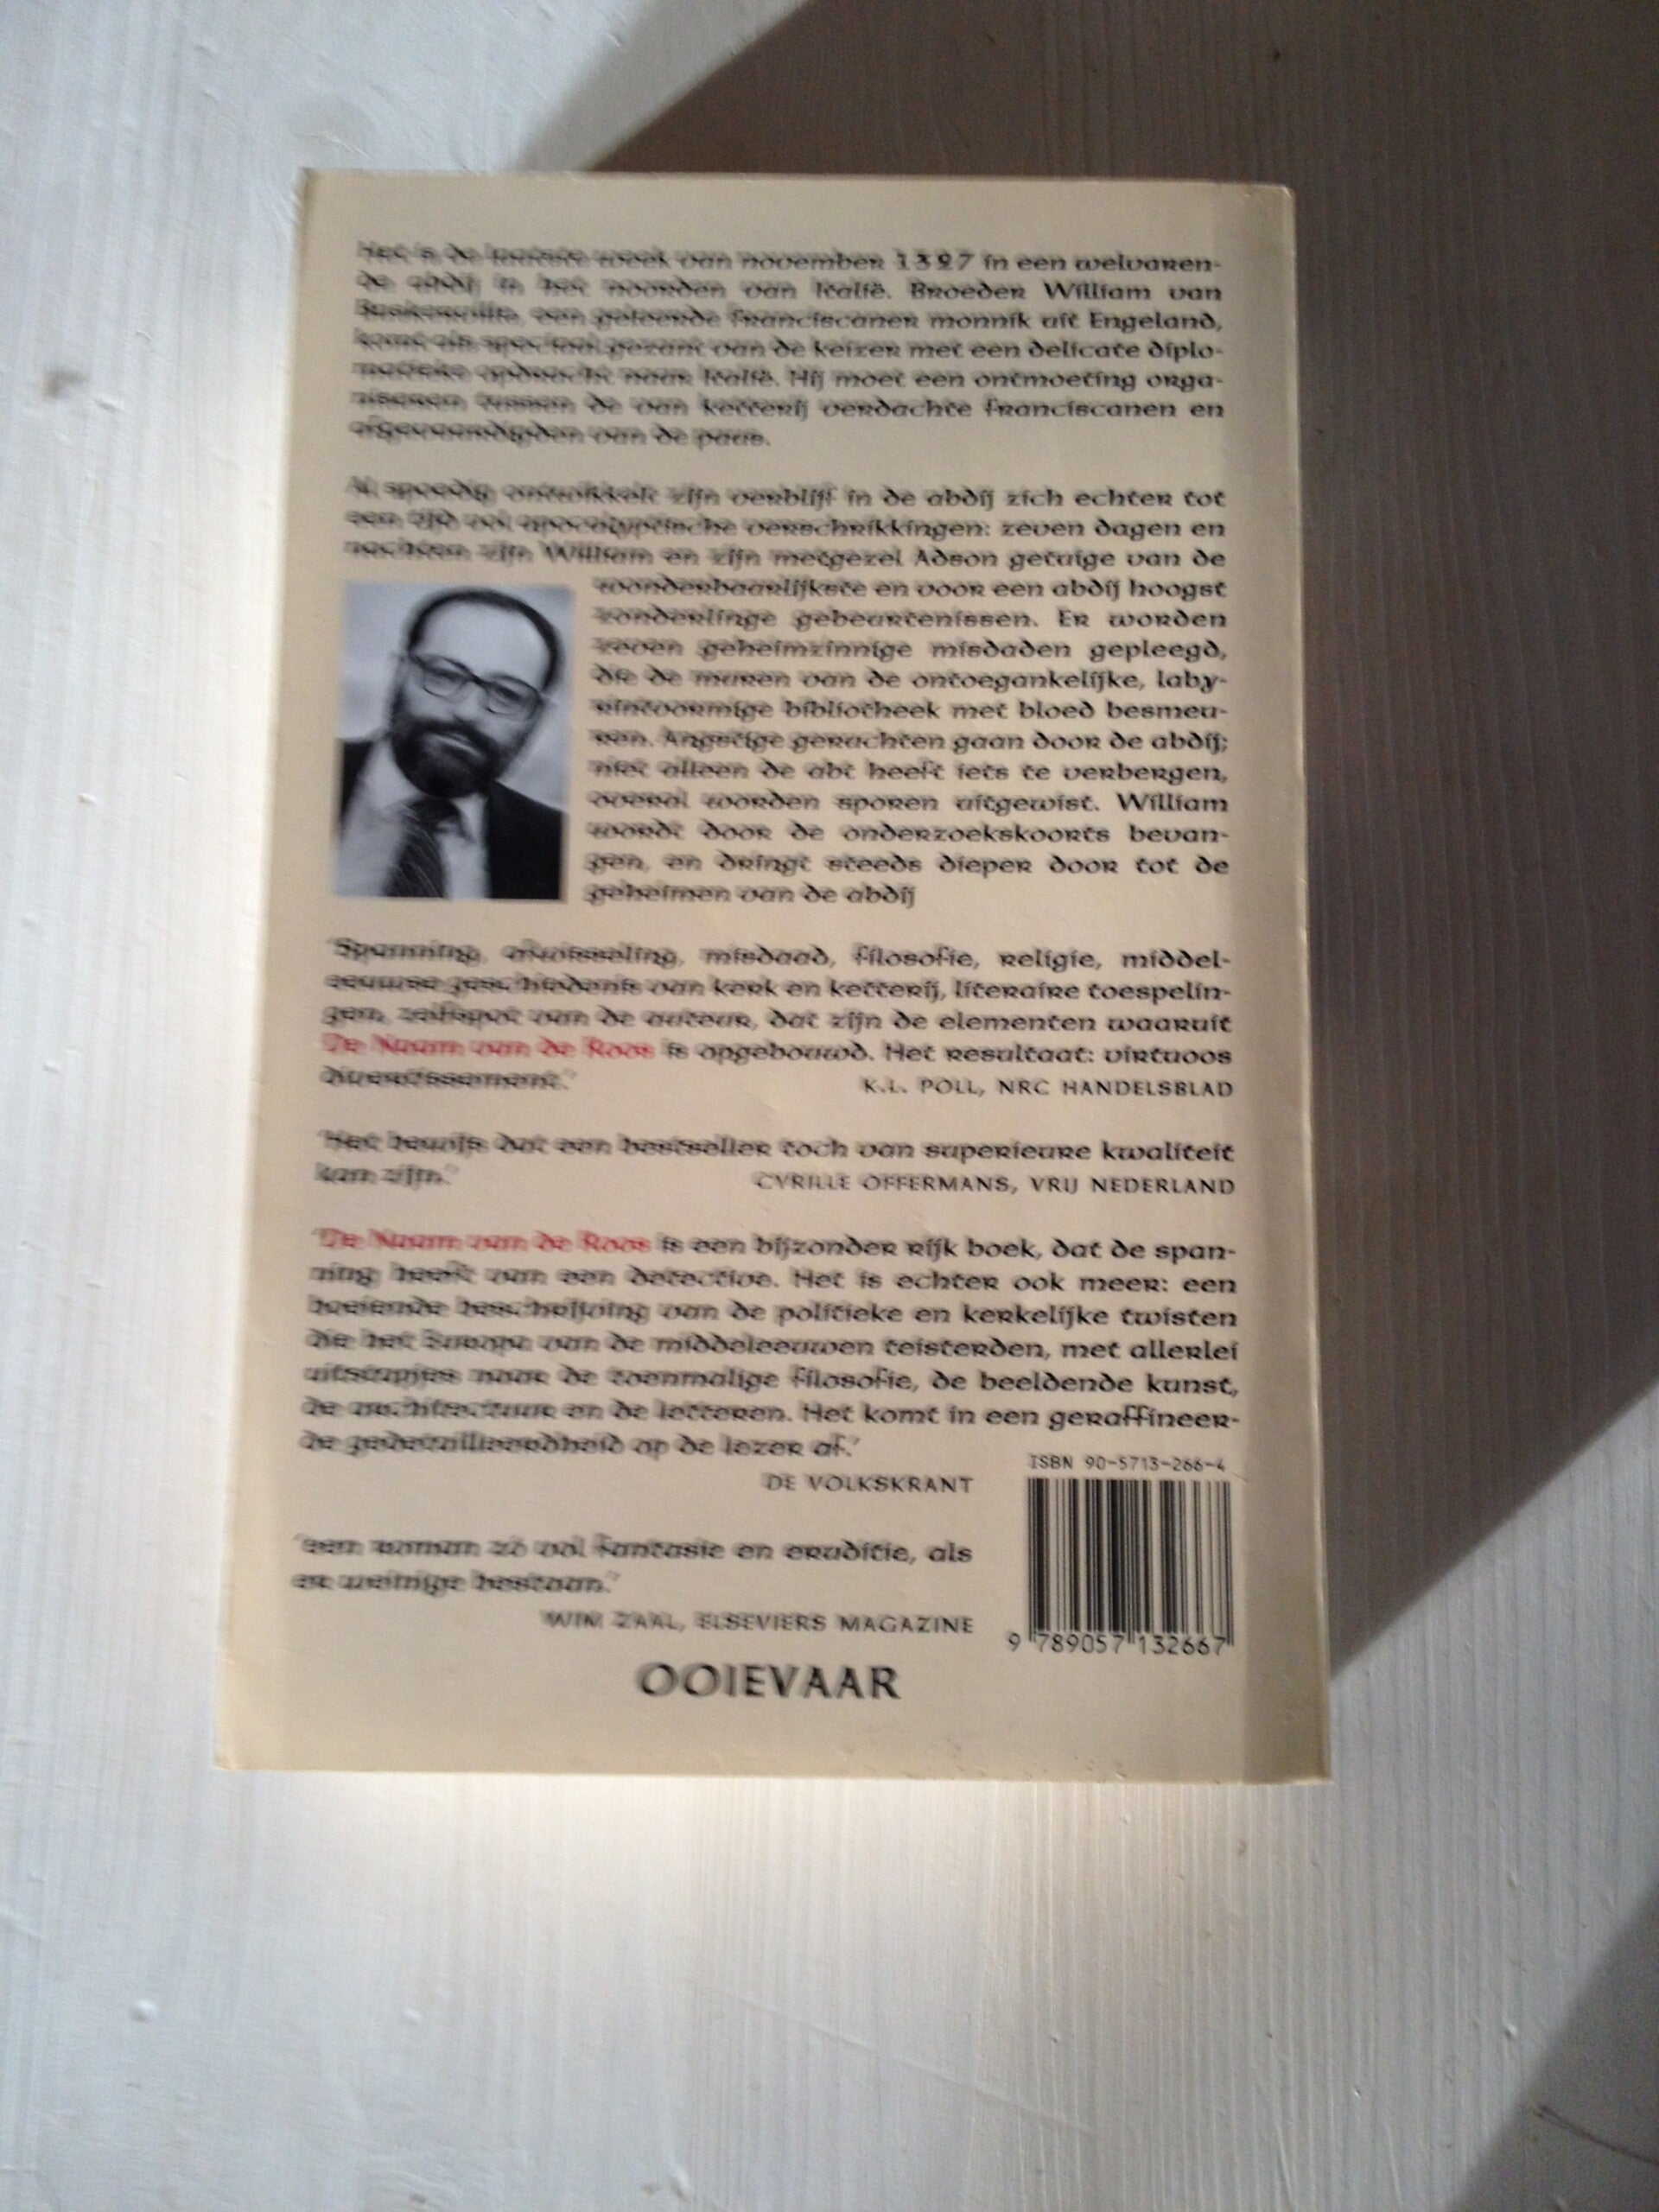 Het is de laatste week van november 1327 in een welvaren-
de abdij in het noorden van Italië. Broeder William van
Baskerville, een geleerde franciscaner monnik uit Engeland,
komt als speciaal gezant van de keizer met een delicate diplo-
matieke opdracht naar Italië. Hij moet een ontmoeting orga-
niseren tussen de van ketterij verdachte franciscanen en
afgevaardigden van de paus.
Al spoedig ontwikkelt zijn verblijf in de abdij zich echter tot
een tijd vol apocalyptische verschrikkingen: zeven dagen en
nachten zijn William en zijn metgezel Adson getuige van de
wonderbaarlijkste en voor een abdij hoogst
zonderlinge gebeurtenissen. Er worden
zeven geheimzinnige misdaden gepleegd,
die de muren van de ontoegankelijke, laby-
rintvormige bibliotheek met bloed besmeu-
ren. Angstige geruchten gaan door de abdij;
niet alleen de abt heeft iets te verbergen,
overal worden sporen uitgewist. William
wordt door de onderzoekskoorts bevan-
gen, en dringt steeds dieper door tot de
geheimen van de abdij
'Spanning, afwisseling, misdaad, filosofie, religie, middel-
eeuwse geschiedenis van kerk en ketterij, literaire toespelin-
gen, zelfspot van de auteur, dat zijn de elementen waaruit
De Naam van de Roos is opgebouwd. Het resultaat: virtuoos
divertissement.'
K.L. POLL, NRC HANDELSBLAD
'Het bewijs dat een bestseller toch van superieure kwaliteit
kan zijn.'
CYRILLE OFFERMANS, VRIJ NEDERLAND
'De Naam van de Roos is een bijzonder rijk boek, dat de span-
ning heeft van een detective. Het is echter ook meer: een
boeiende beschrijving van de politieke en kerkelijke twisten
die het Europa van de middeleeuwen teisterden, met allerlei
uitstapjes naar de toenmalige filosofie, de beeldende kunst,
de architectuur en de letteren. Het komt in een geraffineer-
de gedetailleerdheid op de lezer af.'
DE VOLKSKRANT
'een roman zo vol fantasie en eruditie, als
er weinige bestaan.'
WIM ZAAL, ELSEVIERS MAGAZINE
OOIEVAAR
ISBN 90-5713-266-4
9 789057 132667